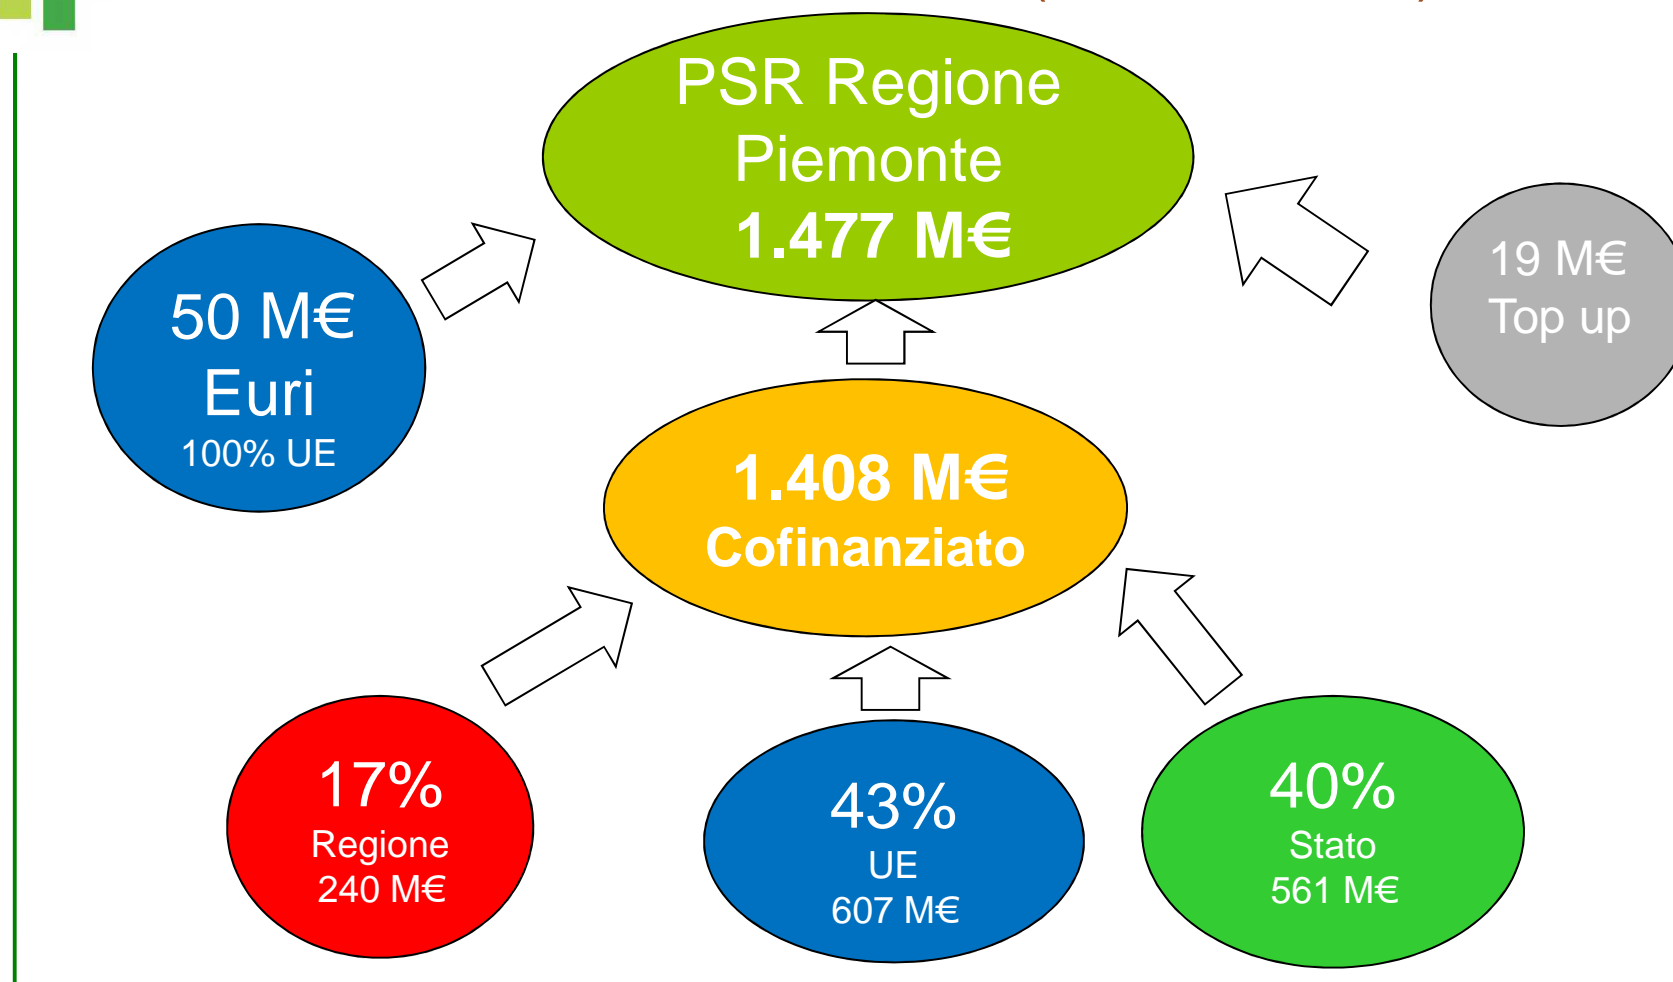 PSR Regione
Piemonte
1.477 M€
50 M€
Euri
100% UE
19 M€
Top up
1.408 M€
Cofinanziato
17%
Regione
240 M€
43%
UE
607 M€
40%
Stato
561 M€